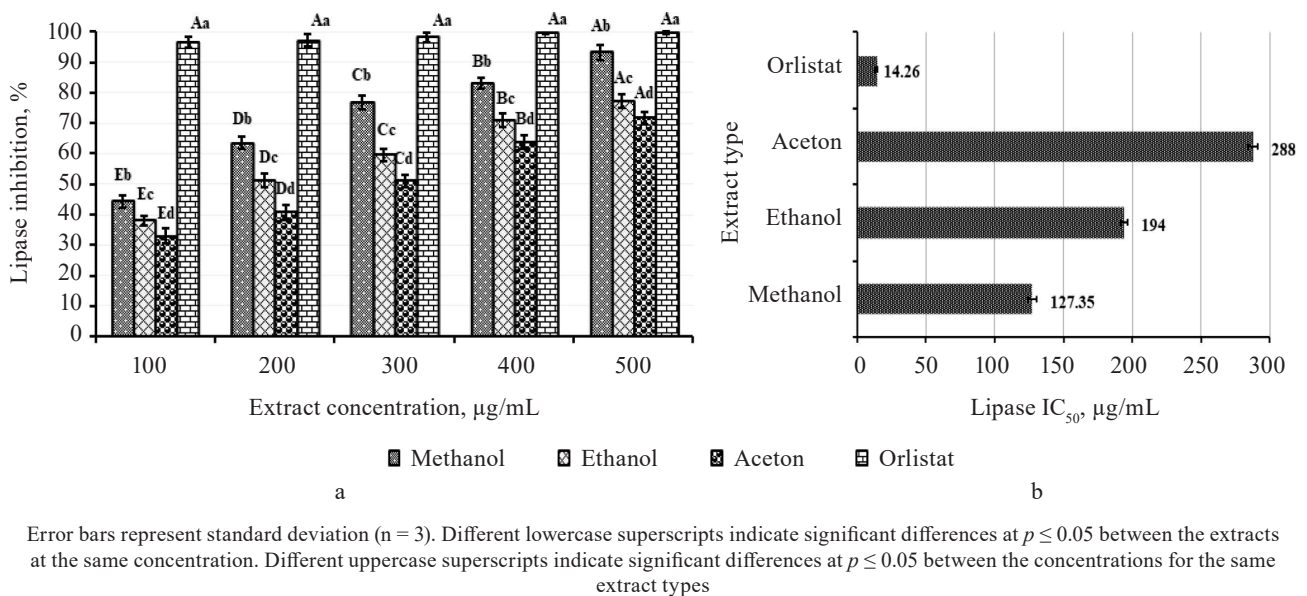 Lipase inhibition, %
100
90
80
70
60
50
40
30
20
10
0
Eb Ec Ed Aa
Db Dc Dd Aa
Cb Cc Cd Aa
Bb Bc Bd Aa
Ab Ac Ad Aa
100 200 300 400 500
Extract concentration, µg/mL
Extract type
Orlistat 14.26
Aceton 288
Ethanol 194
Methanol 127.35
0 50 100 150 200 250 300
Lipase IC50, µg/mL
Methanol Ethanol Aceton Orlistat
a b
Error bars represent standard deviation (n = 3). Different lowercase superscripts indicate significant differences at p ≤ 0.05 between the extracts
at the same concentration. Different uppercase superscripts indicate significant differences at p ≤ 0.05 between the concentrations for the same
extract types